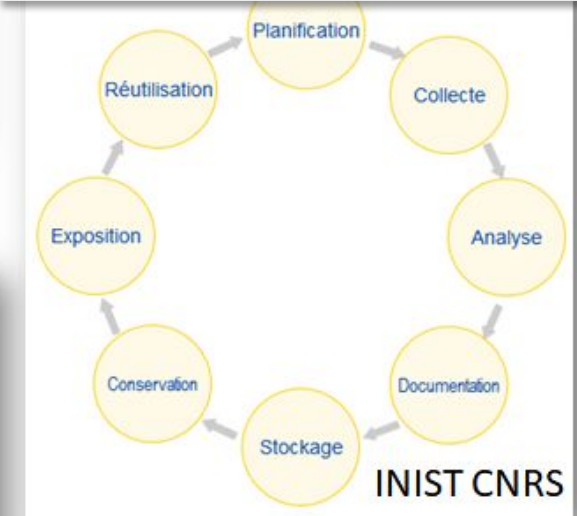 Planification
Collecte
Analyse
Documentation
Stockage
Conservation
Exposition
Réutilisation
INIST CNRS